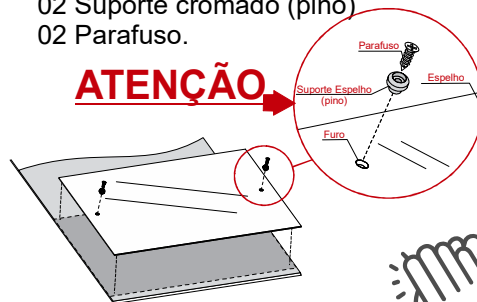 02 Suporte cromado (pino)
02 Parafuso.
ATENÇÃO
Parafuso
Suporte Espelho
(pino)
Espelho
Furo